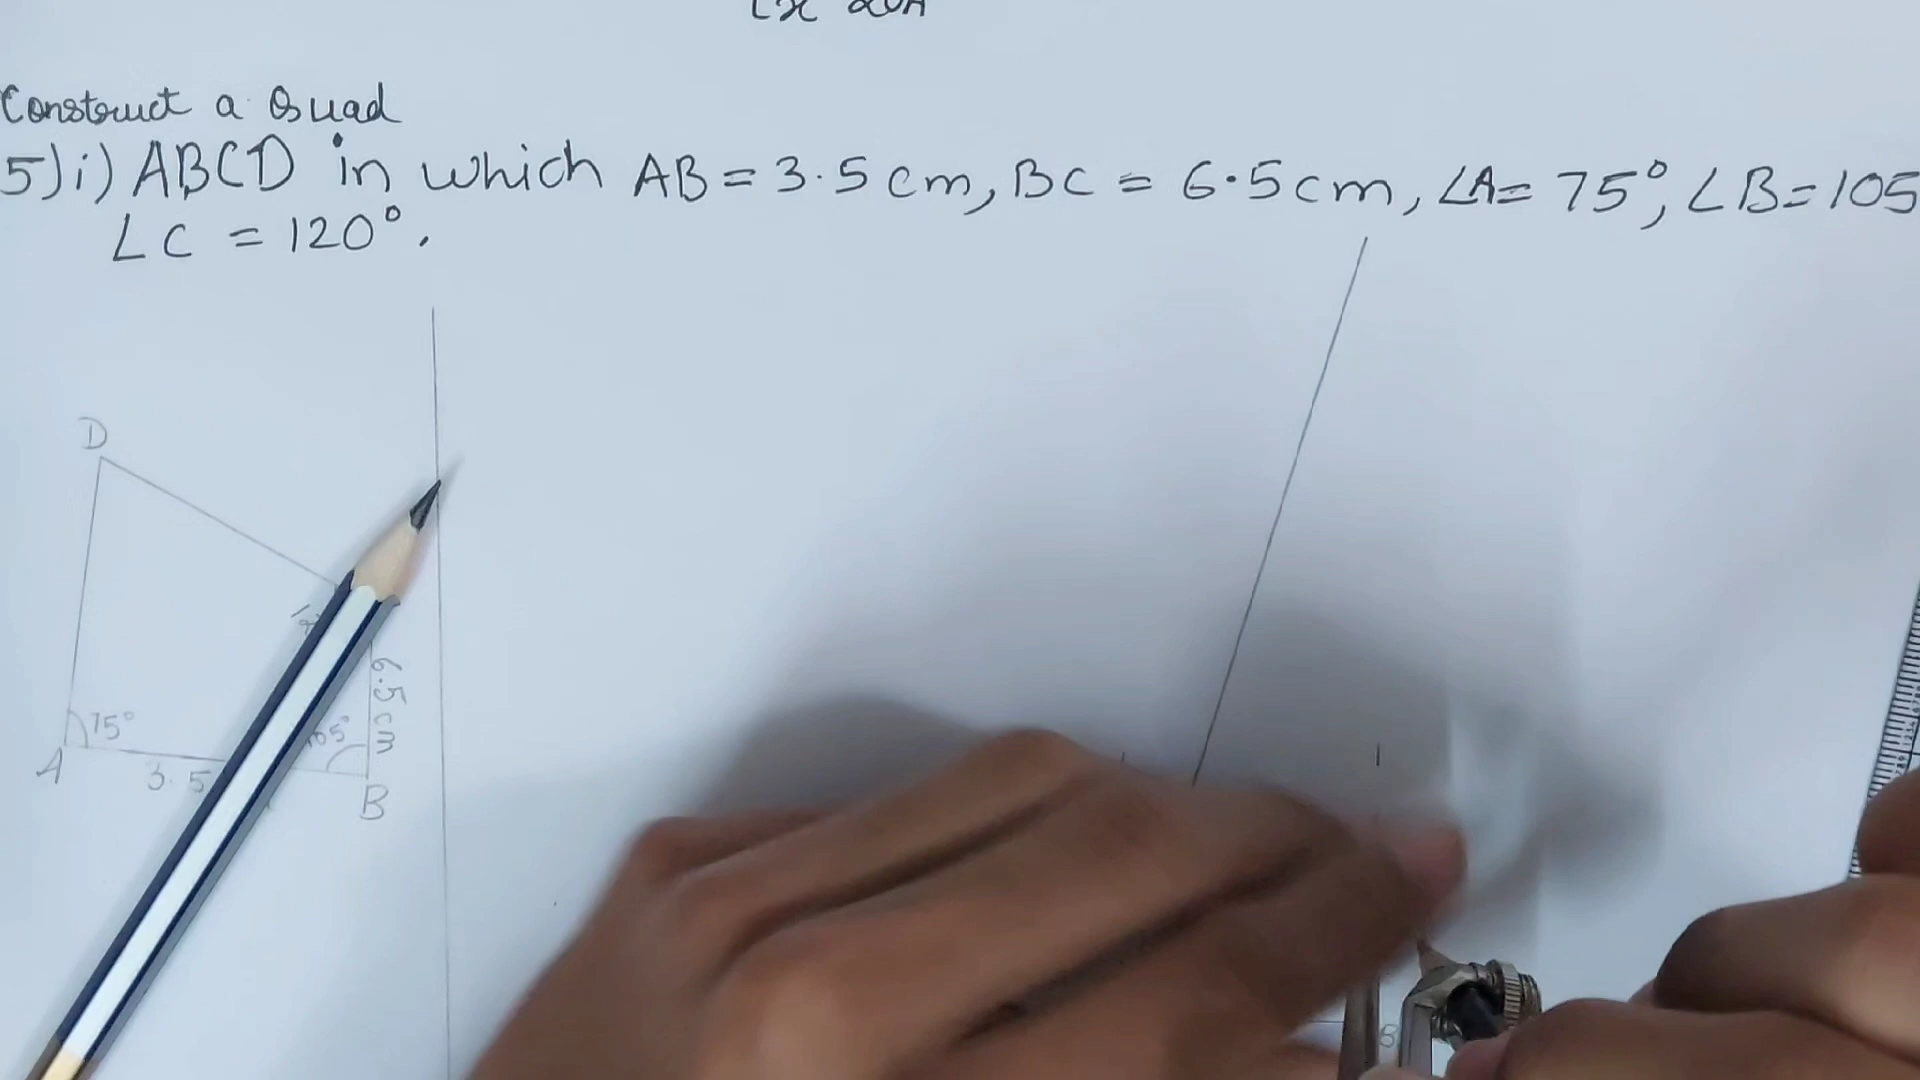 Construct a Quad
5)i) ABCD in which AB = 3.5 cm, BC = 6.5 cm, ∠A = 75°, ∠B = 105
∠C = 120°.
D
6.5 cm
75°
A
3.5
B
B